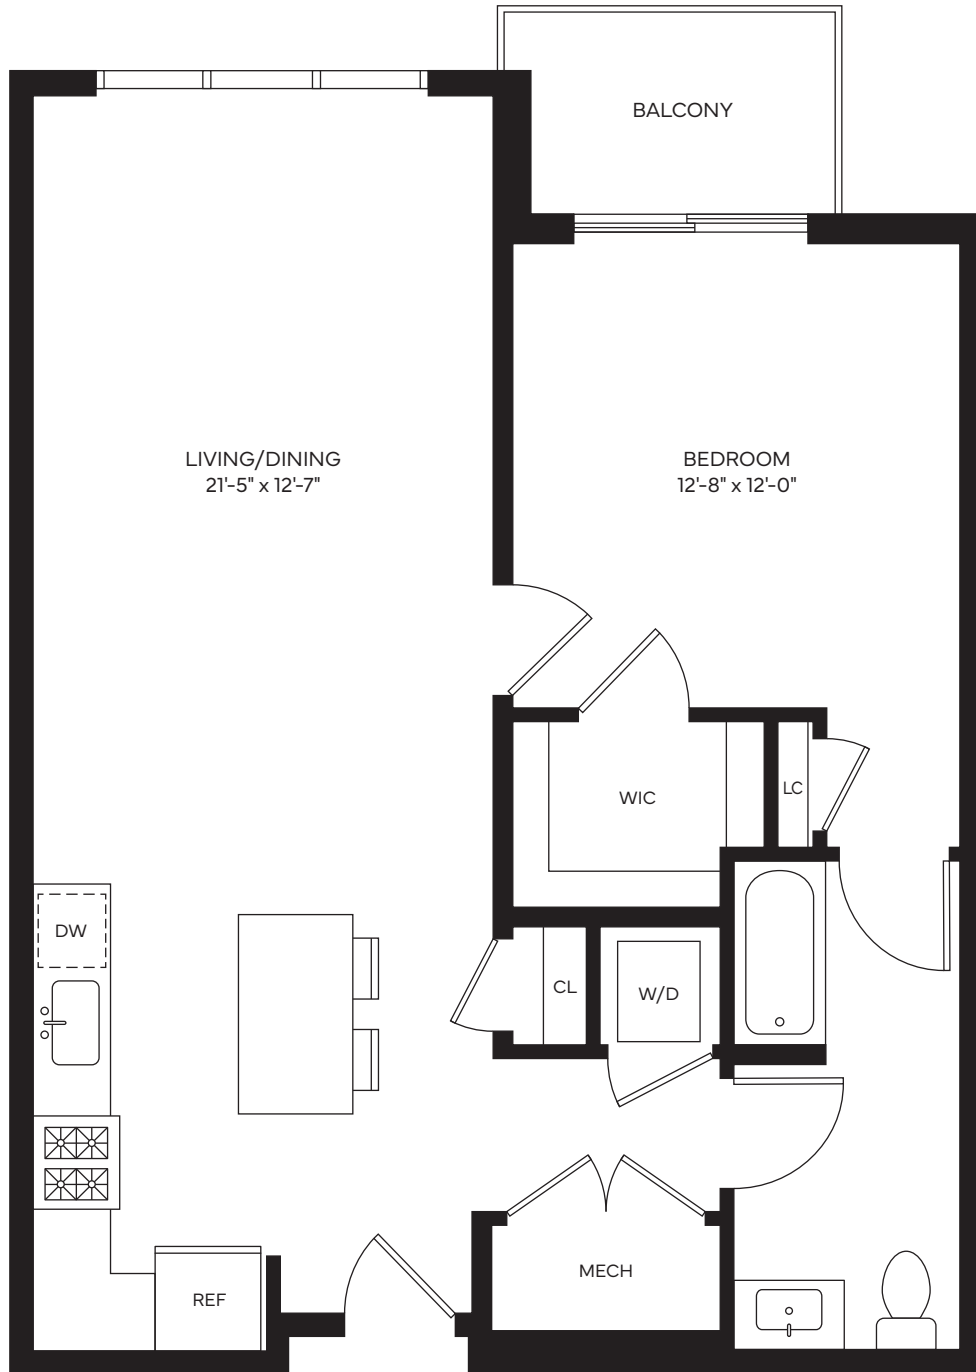 BALCONY
LIVING/DINING
21'-5" x 12'-7"
BEDROOM
12'-8" x 12'-0"
WIC
LC
DW
CL
W/D
MECH
REF